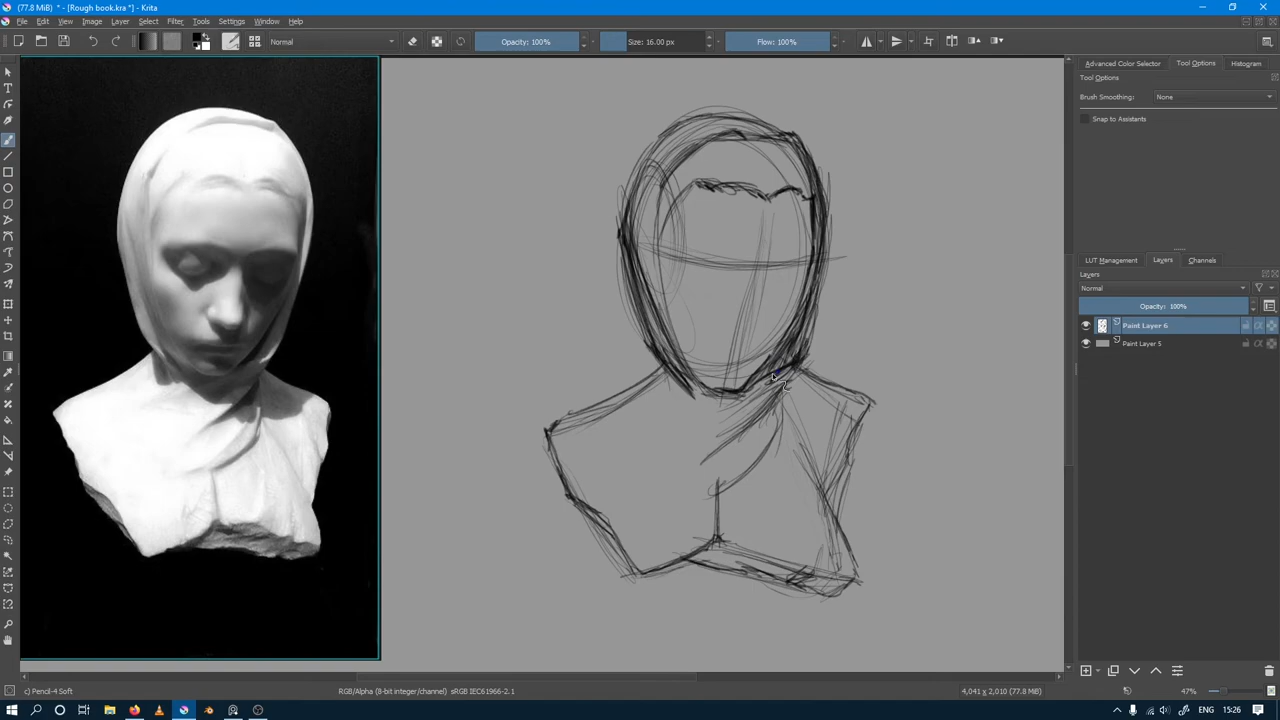 (77.8 MiB) * - [Rough book.kra *] - Krita
File Edit View Image Layer Select Filter Tools Settings Window Help
Normal Opacity: 100% Size: 16.00 px Flow: 100%
Advanced Color Selector Tool Options Histogram
Tool Options
Brush Smoothing: None
Snap to Assistants
LUT Management Layers Channels
Layers
Normal
Opacity: 100%
Paint Layer 6
Paint Layer 5
c) Pencil-4 Soft RGB/Alpha (8-bit integer/channel) sRGB IEC61966-2.1 4,041 x 2,010 (77.8 MiB) 47%
ENG 15:26